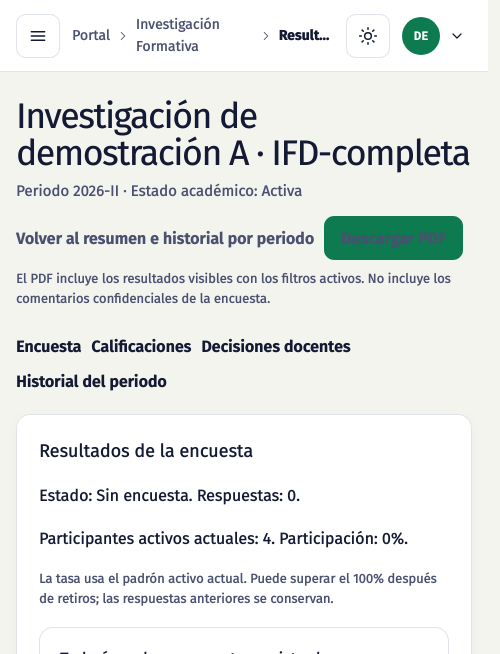 Portal > Investigación Formativa > Result... DE
Investigación de
demostración A · IFD-completa
Periodo 2026-II · Estado académico: Activa
Volver al resumen e historial por periodo Descargar PDF
El PDF incluye los resultados visibles con los filtros activos. No incluye los
comentarios confidenciales de la encuesta.
Encuesta Calificaciones Decisiones docentes
Historial del periodo
Resultados de la encuesta
Estado: Sin encuesta. Respuestas: 0.
Participantes activos actuales: 4. Participación: 0%.
La tasa usa el padrón activo actual. Puede superar el 100% después
de retiros; las respuestas anteriores se conservan.